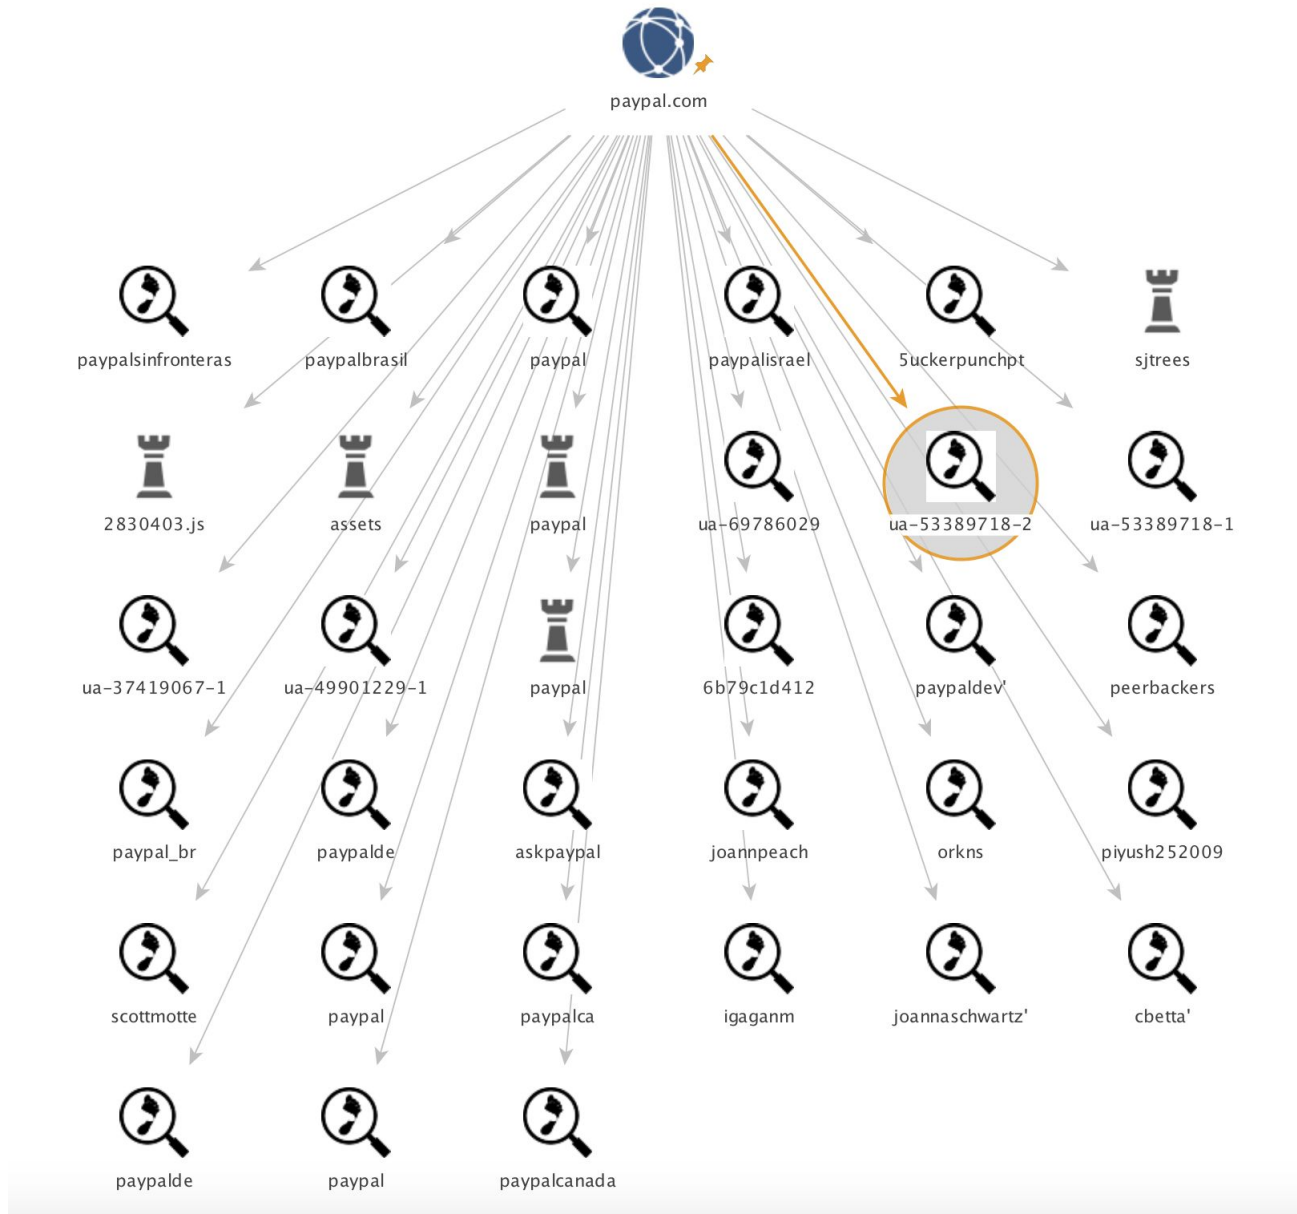 paypal.com
paypalsinfronteras
paypalbrasil
paypal
paypalisrael
5uckerpunchpt
sjtrees
2830403.js
assets
paypal
ua-69786029
ua-53389718-2
ua-53389718-1
ua-37419067-1
ua-49901229-1
paypal
6b79c1d412
paypaldev'
peerbackers
paypal_br
paypalde
askpaypal
joannpeach
orkns
piyush252009
scottmotte
paypal
paypalca
igaganm
joannaschwartz'
cbetta'
paypalde
paypal
paypalcanada